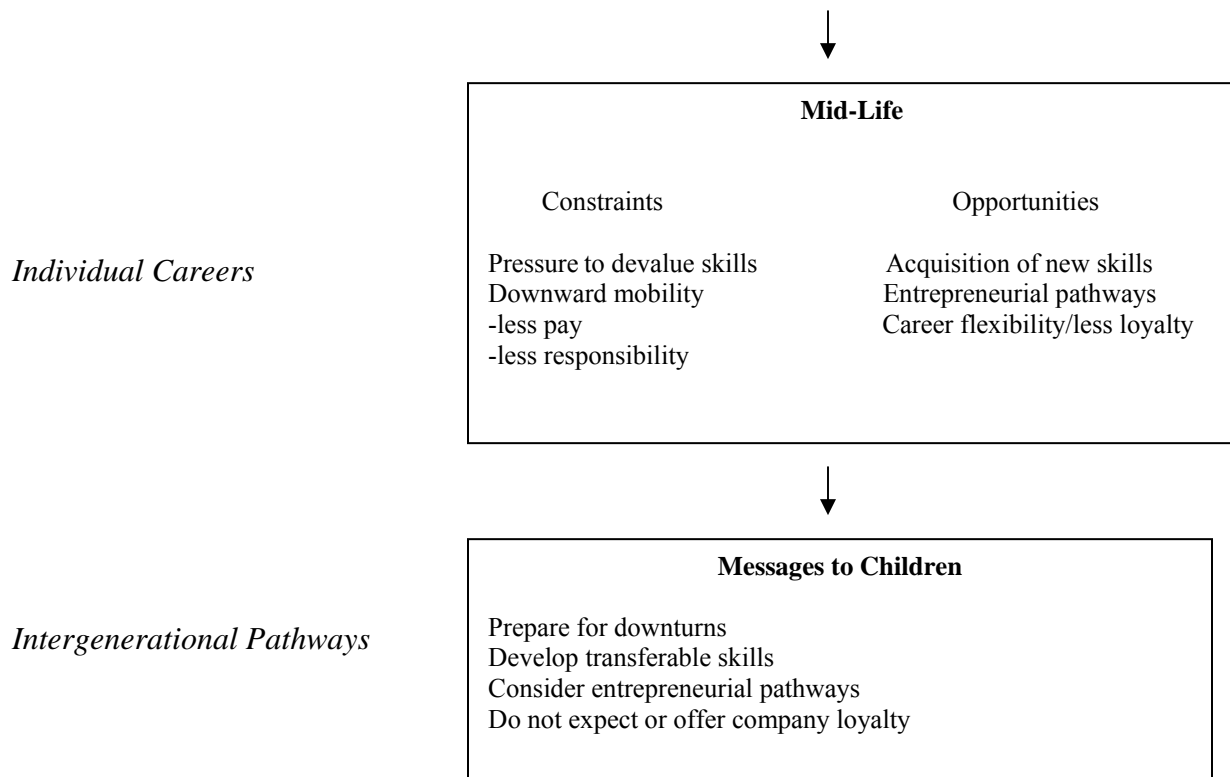 Mid-Life
Constraints Opportunities
Individual Careers
Pressure to devalue skills Acquisition of new skills
Downward mobility Entrepreneurial pathways
-less pay Career flexibility/less loyalty
-less responsibility
Messages to Children
Intergenerational Pathways
Prepare for downturns
Develop transferable skills
Consider entrepreneurial pathways
Do not expect or offer company loyalty